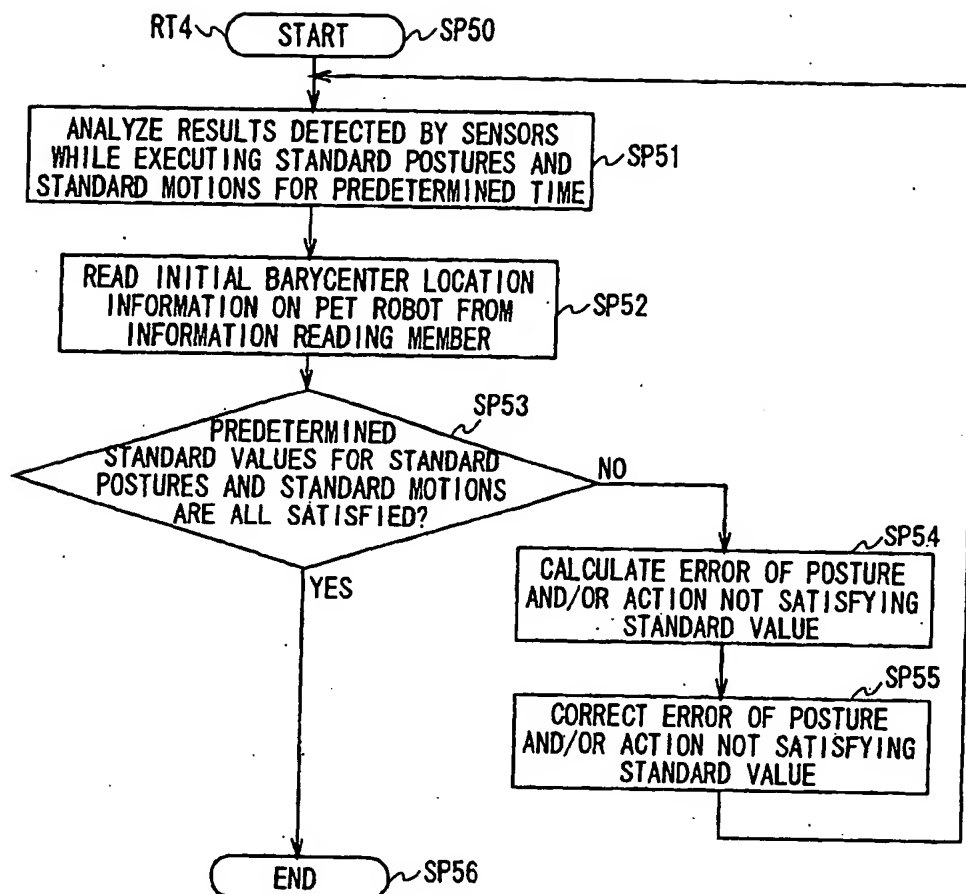 RT4
START
SP50
ANALYZE RESULTS DETECTED BY SENSORS
WHILE EXECUTING STANDARD POSTURES AND
STANDARD MOTIONS FOR PREDETERMINED TIME
SP51
READ INITIAL BARYCENTER LOCATION
INFORMATION ON PET ROBOT FROM
INFORMATION READING MEMBER
SP52
SP53
PREDETERMINED
STANDARD VALUES FOR STANDARD
POSTURES AND STANDARD MOTIONS
ARE ALL SATISFIED?
NO
YES
SP54
CALCULATE ERROR OF POSTURE
AND/OR ACTION NOT SATISFYING
STANDARD VALUE
SP55
CORRECT ERROR OF POSTURE
AND/OR ACTION NOT SATISFYING
STANDARD VALUE
END
SP56